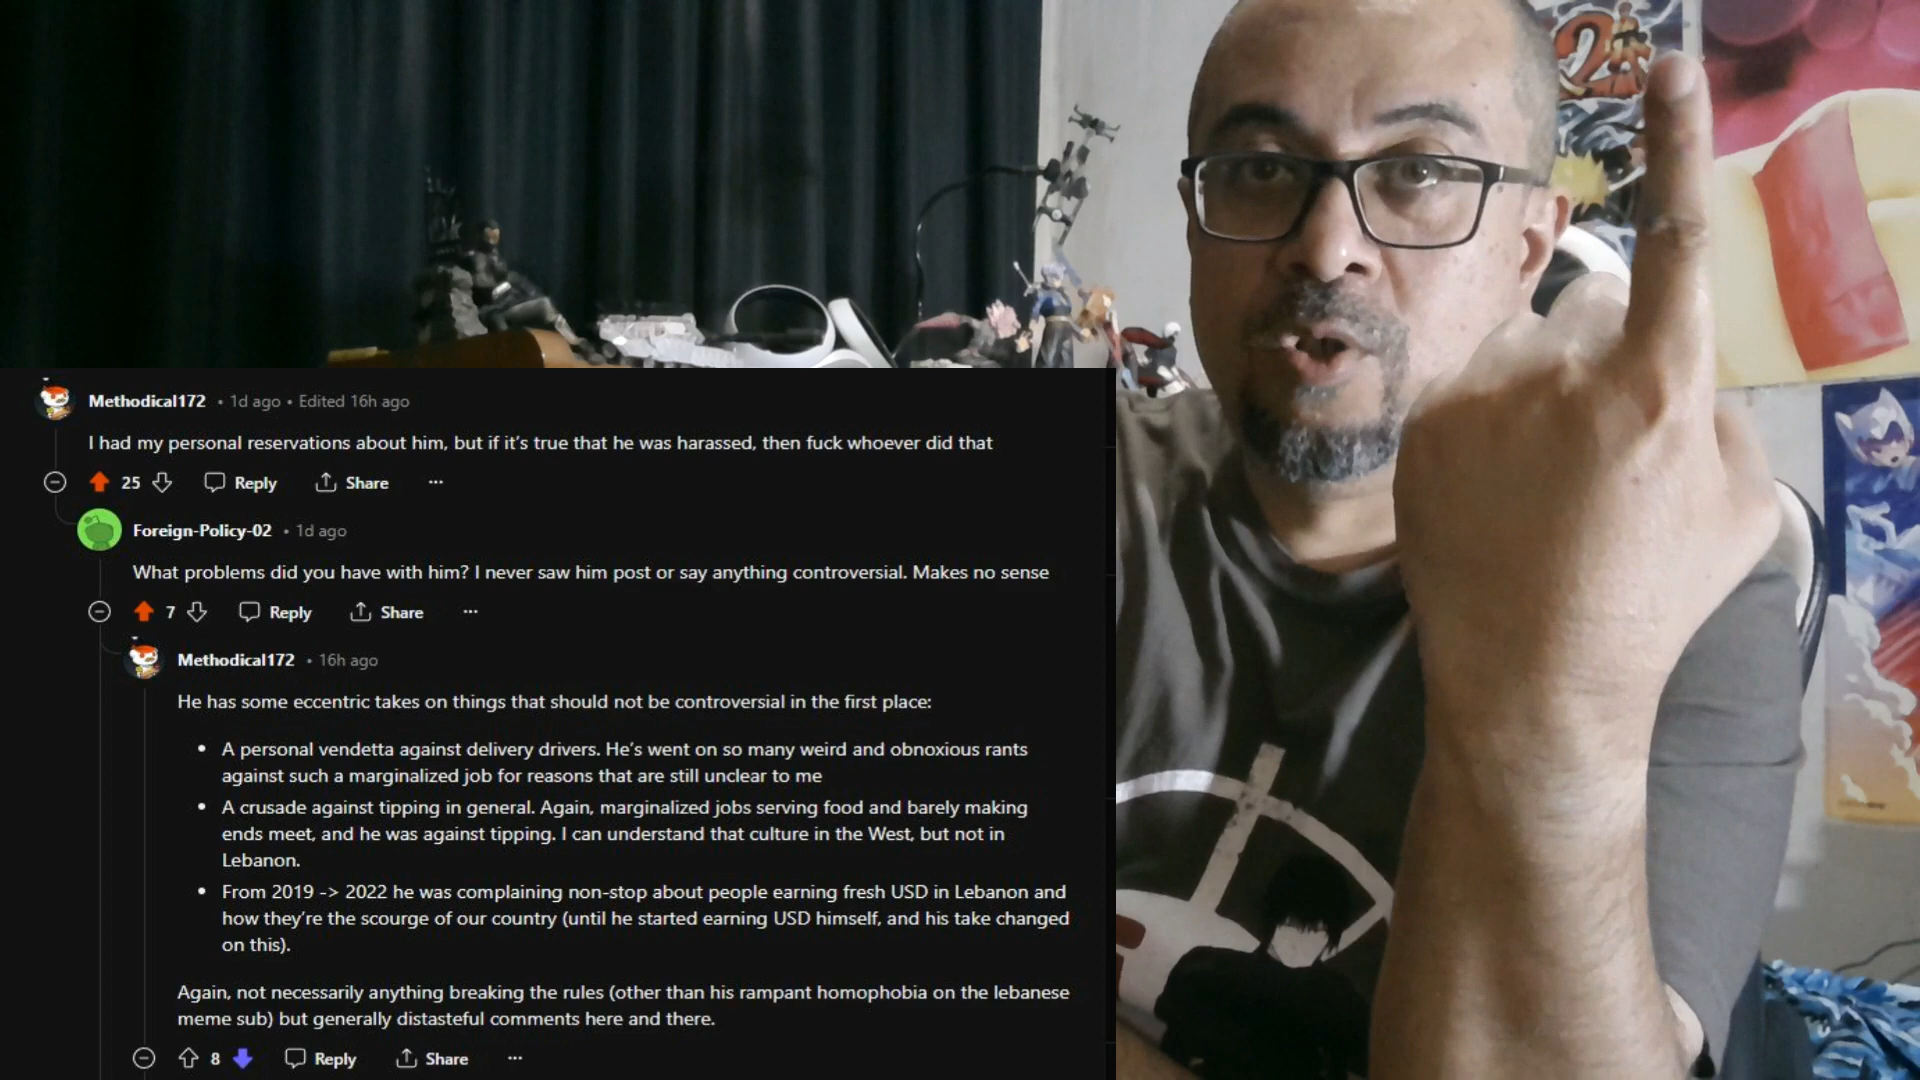 Methodical172 • 1d ago • Edited 16h ago
I had my personal reservations about him, but if it's true that he was harassed, then fuck whoever did that
25 Reply Share ...
Foreign-Policy-02 • 1d ago
What problems did you have with him? I never saw him post or say anything controversial. Makes no sense
7 Reply Share ...
Methodical172 • 16h ago
He has some eccentric takes on things that should not be controversial in the first place:
• A personal vendetta against delivery drivers. He's went on so many weird and obnoxious rants
against such a marginalized job for reasons that are still unclear to me
• A crusade against tipping in general. Again, marginalized jobs serving food and barely making
ends meet, and he was against tipping. I can understand that culture in the West, but not in
Lebanon.
• From 2019 -> 2022 he was complaining non-stop about people earning fresh USD in Lebanon and
how they're the scourge of our country (until he started earning USD himself, and his take changed
on this).
Again, not necessarily anything breaking the rules (other than his rampant homophobia on the lebanese
meme sub) but generally distasteful comments here and there.
8 Reply Share ...